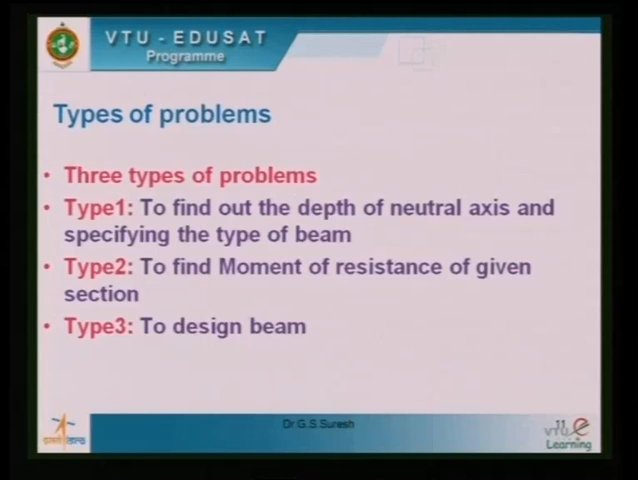 VTU - EDUSAT
Programme
Types of problems
• Three types of problems
• Type1: To find out the depth of neutral axis and
specifying the type of beam
• Type2: To find Moment of resistance of given
section
• Type3: To design beam
Dr G.S.Suresh
11
VTU e
Learning